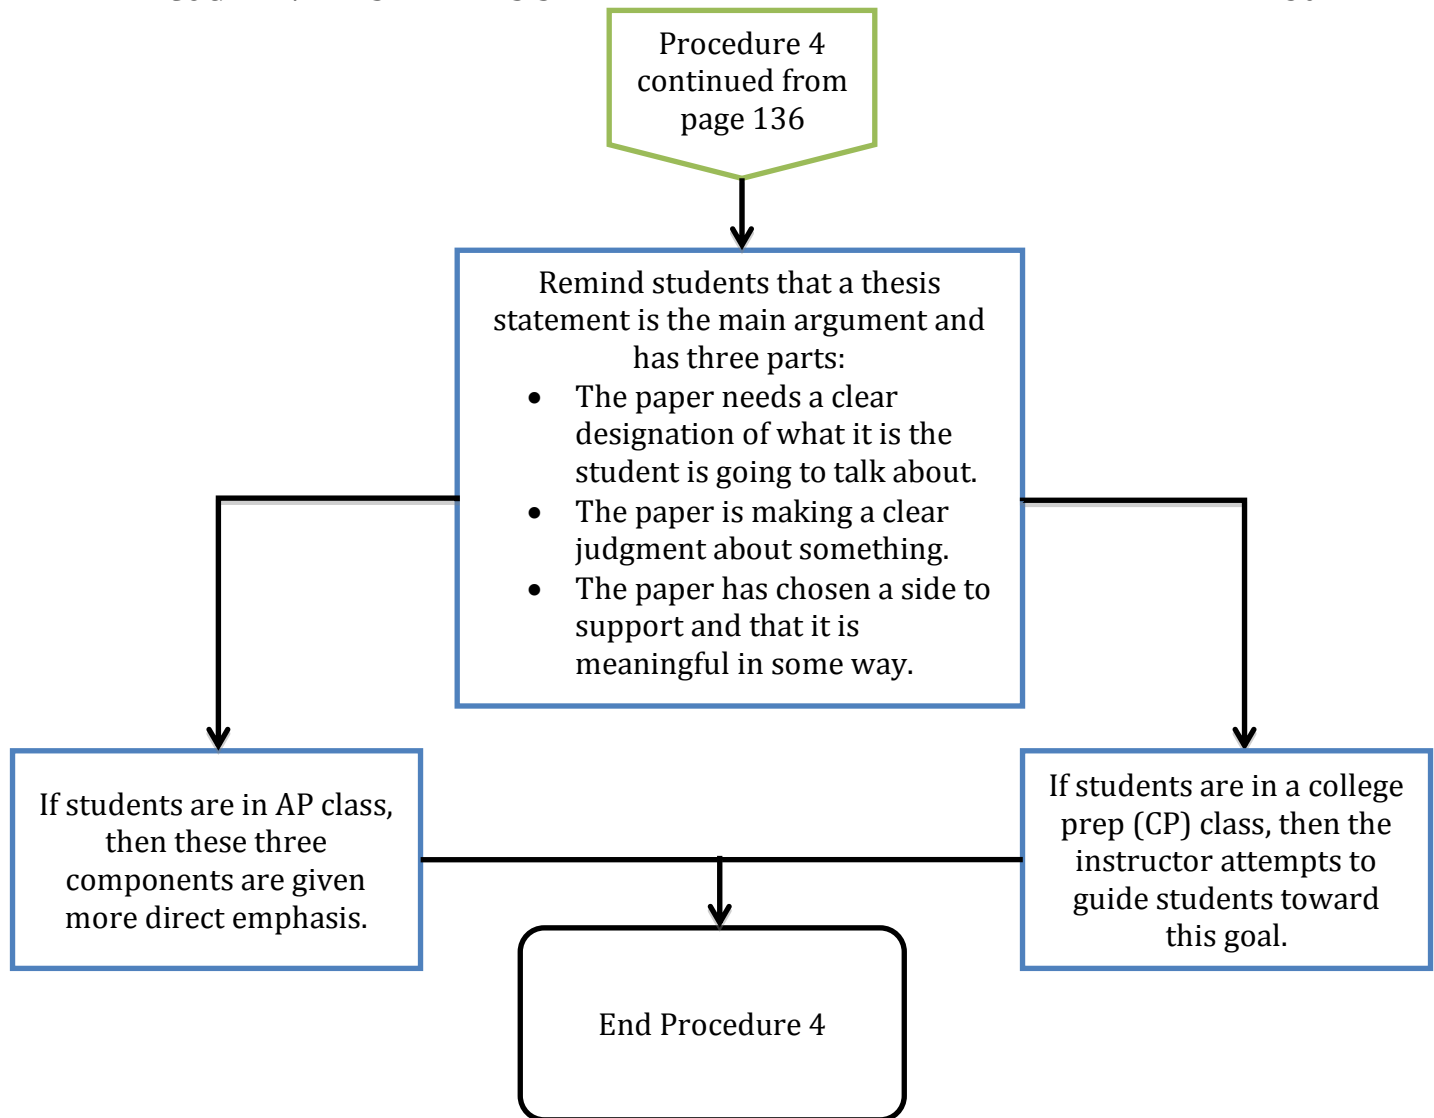 Procedure 4
continued from
page 136
Remind students that a thesis
statement is the main argument and
has three parts:
• The paper needs a clear
designation of what it is the
student is going to talk about.
• The paper is making a clear
judgment about something.
• The paper has chosen a side to
support and that it is
meaningful in some way.
If students are in AP class,
then these three
components are given
more direct emphasis.
If students are in a college
prep (CP) class, then the
instructor attempts to
guide students toward
this goal.
End Procedure 4